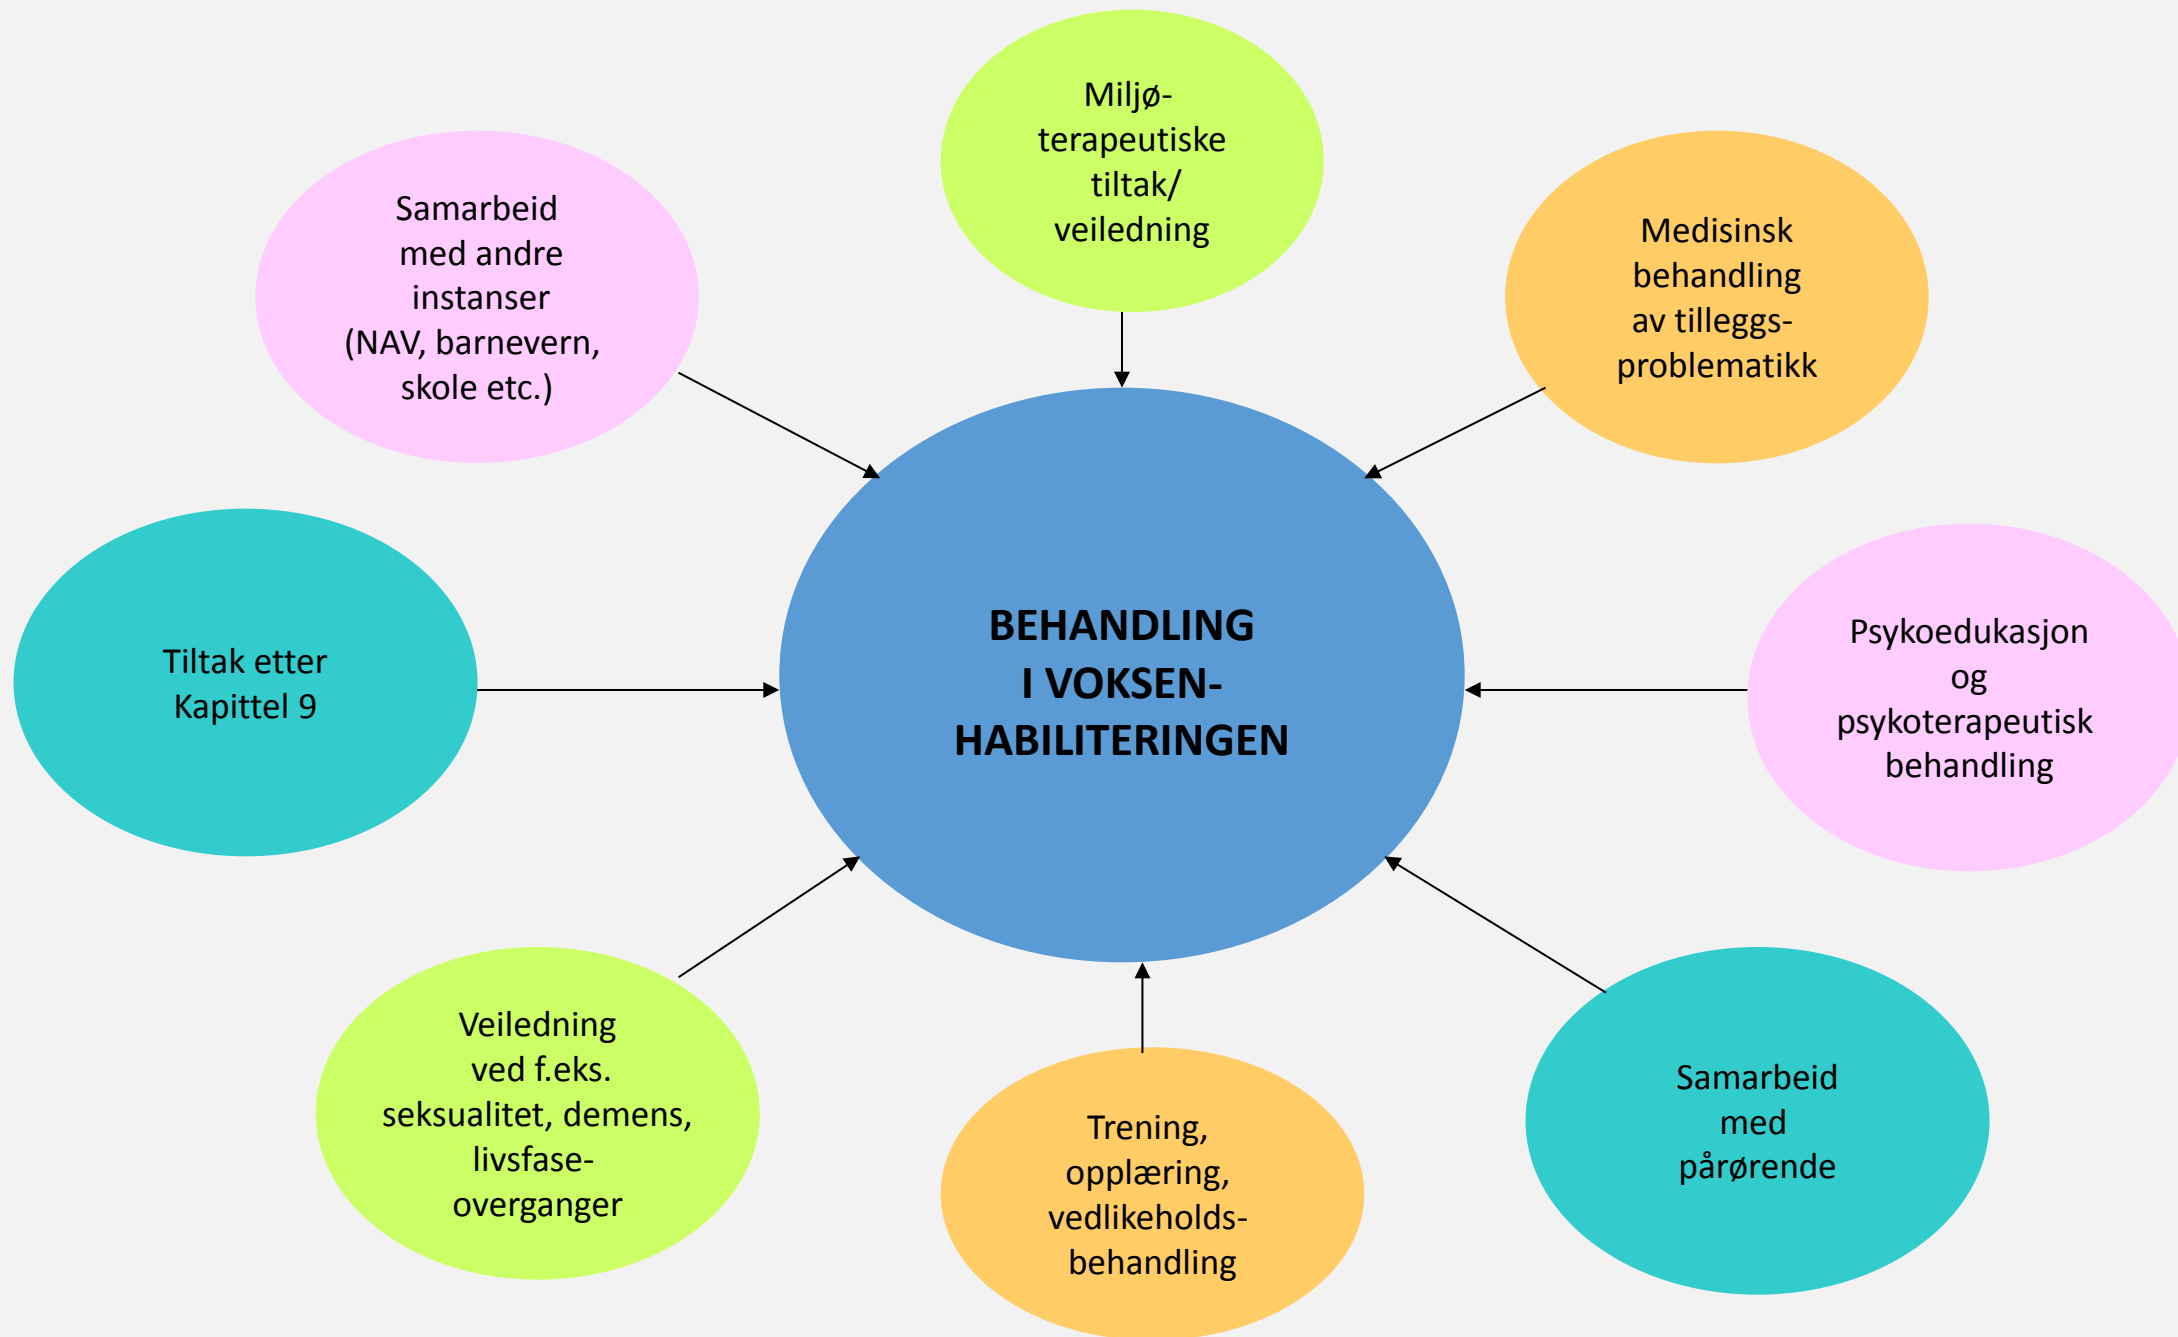 Miljø-
terapeutiske
tiltak/
veiledning
Samarbeid
med andre
instanser
(NAV, barnevern,
skole etc.)
Medisinsk
behandling
av tilleggs-
problematikk
Tiltak etter
Kapittel 9
BEHANDLING
I VOKSEN-
HABILITERINGEN
Psykoedukasjon
og
psykoterapeutisk
behandling
Veiledning
ved f.eks.
seksualitet, demens,
livsfase-
overganger
Trening,
opplæring,
vedlikeholds-
behandling
Samarbeid
med
pårørende